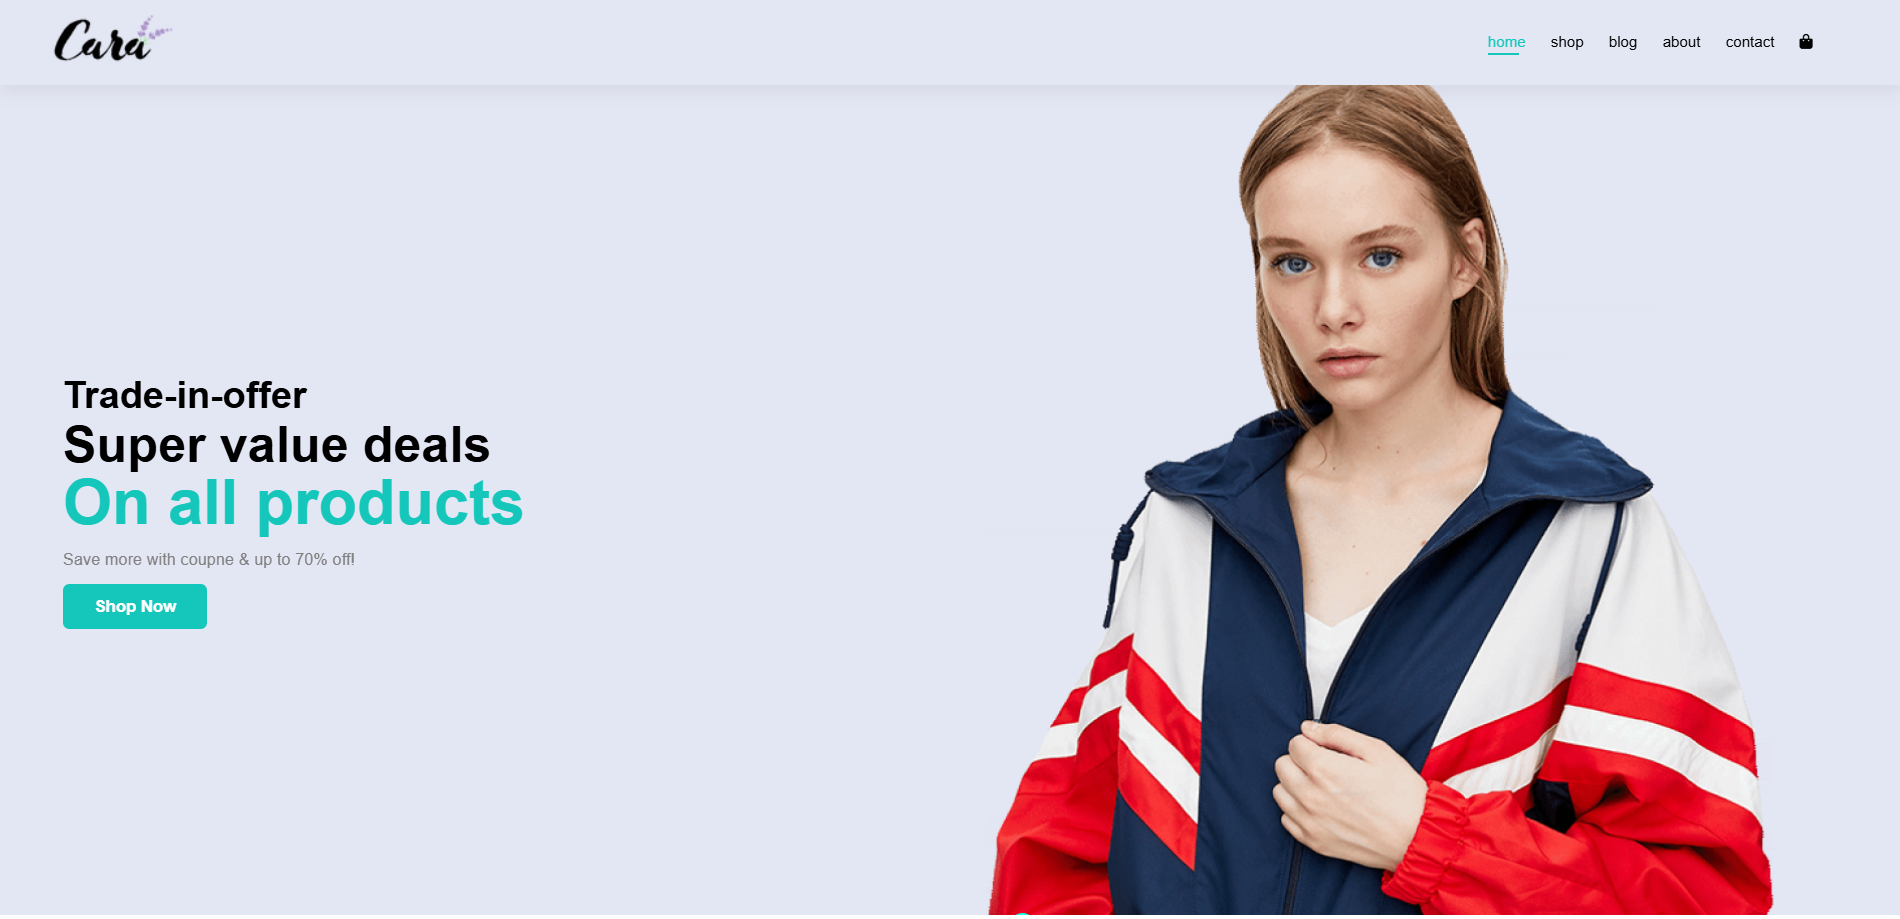 Cara
home shop blog about contact
Trade-in-offer
Super value deals
On all products
Save more with coupne & up to 70% off!
Shop Now